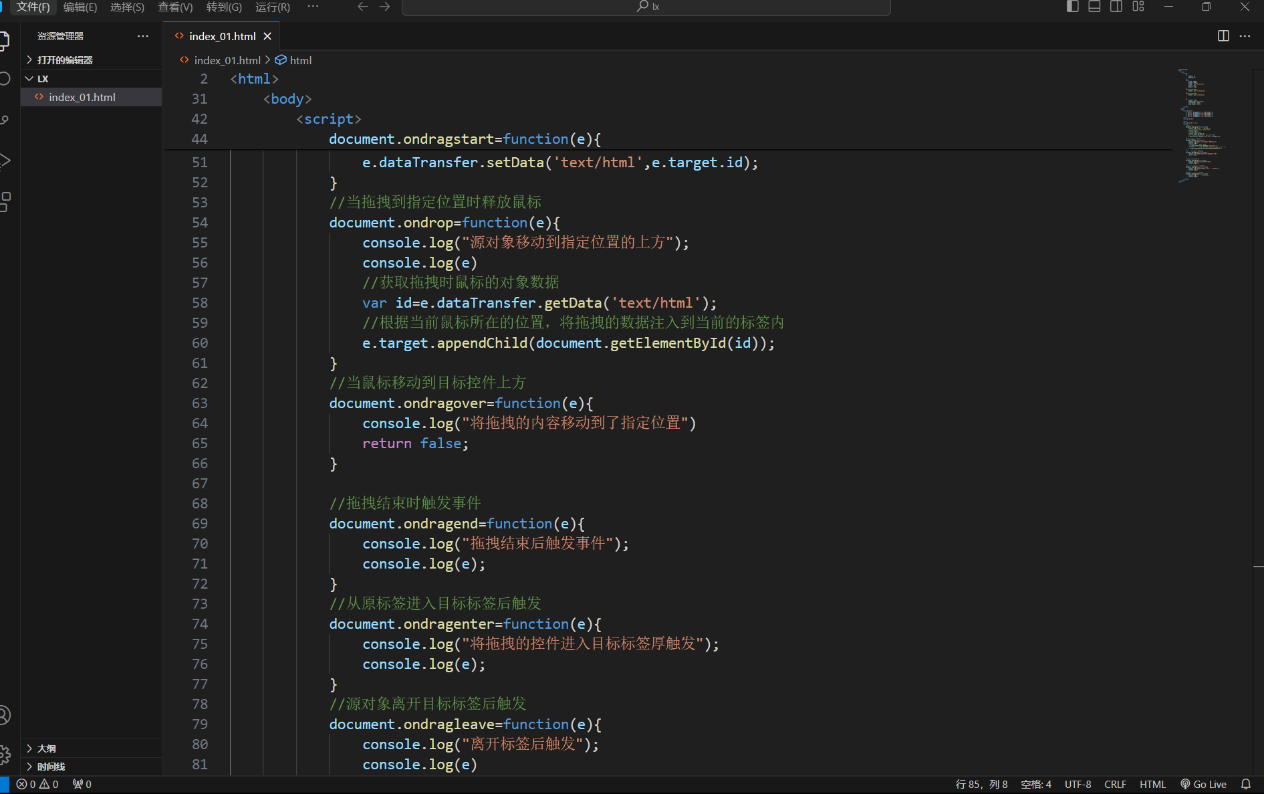 文件(F) 编辑(E) 选择(S) 查看(V) 转到(G) 运行(R) ··· ← → lx
资源管理器 ···
index_01.html ×
打开的编辑器
index_01.html > html
LX
index_01.html
2 <html>
31 <body>
42 <script>
44 document.ondragstart=function(e){
51 e.dataTransfer.setData('text/html',e.target.id);
52 }
53 //当拖拽到指定位置时释放鼠标
54 document.ondrop=function(e){
55 console.log("源对象移动到指定位置的上方");
56 console.log(e)
57 //获取拖拽时鼠标的对象数据
58 var id=e.dataTransfer.getData('text/html');
59 //根据当前鼠标所在的位置，将拖拽的数据注入到当前的标签内
60 e.target.appendChild(document.getElementById(id));
61 }
62 //当鼠标移动到目标控件上方
63 document.ondragover=function(e){
64 console.log("将拖拽的内容移动到了指定位置")
65 return false;
66 }
67
68 //拖拽结束时触发事件
69 document.ondragend=function(e){
70 console.log("拖拽结束后触发事件");
71 console.log(e);
72 }
73 //从原标签进入目标标签后触发
74 document.ondragenter=function(e){
75 console.log("将拖拽的控件进入目标标签厚触发");
76 console.log(e);
77 }
78 //源对象离开目标标签后触发
79 document.ondragleave=function(e){
80 console.log("离开标签后触发");
81 console.log(e)
大纲
时间线
0 0 0 行 85，列 8 空格: 4 UTF-8 CRLF HTML Go Live